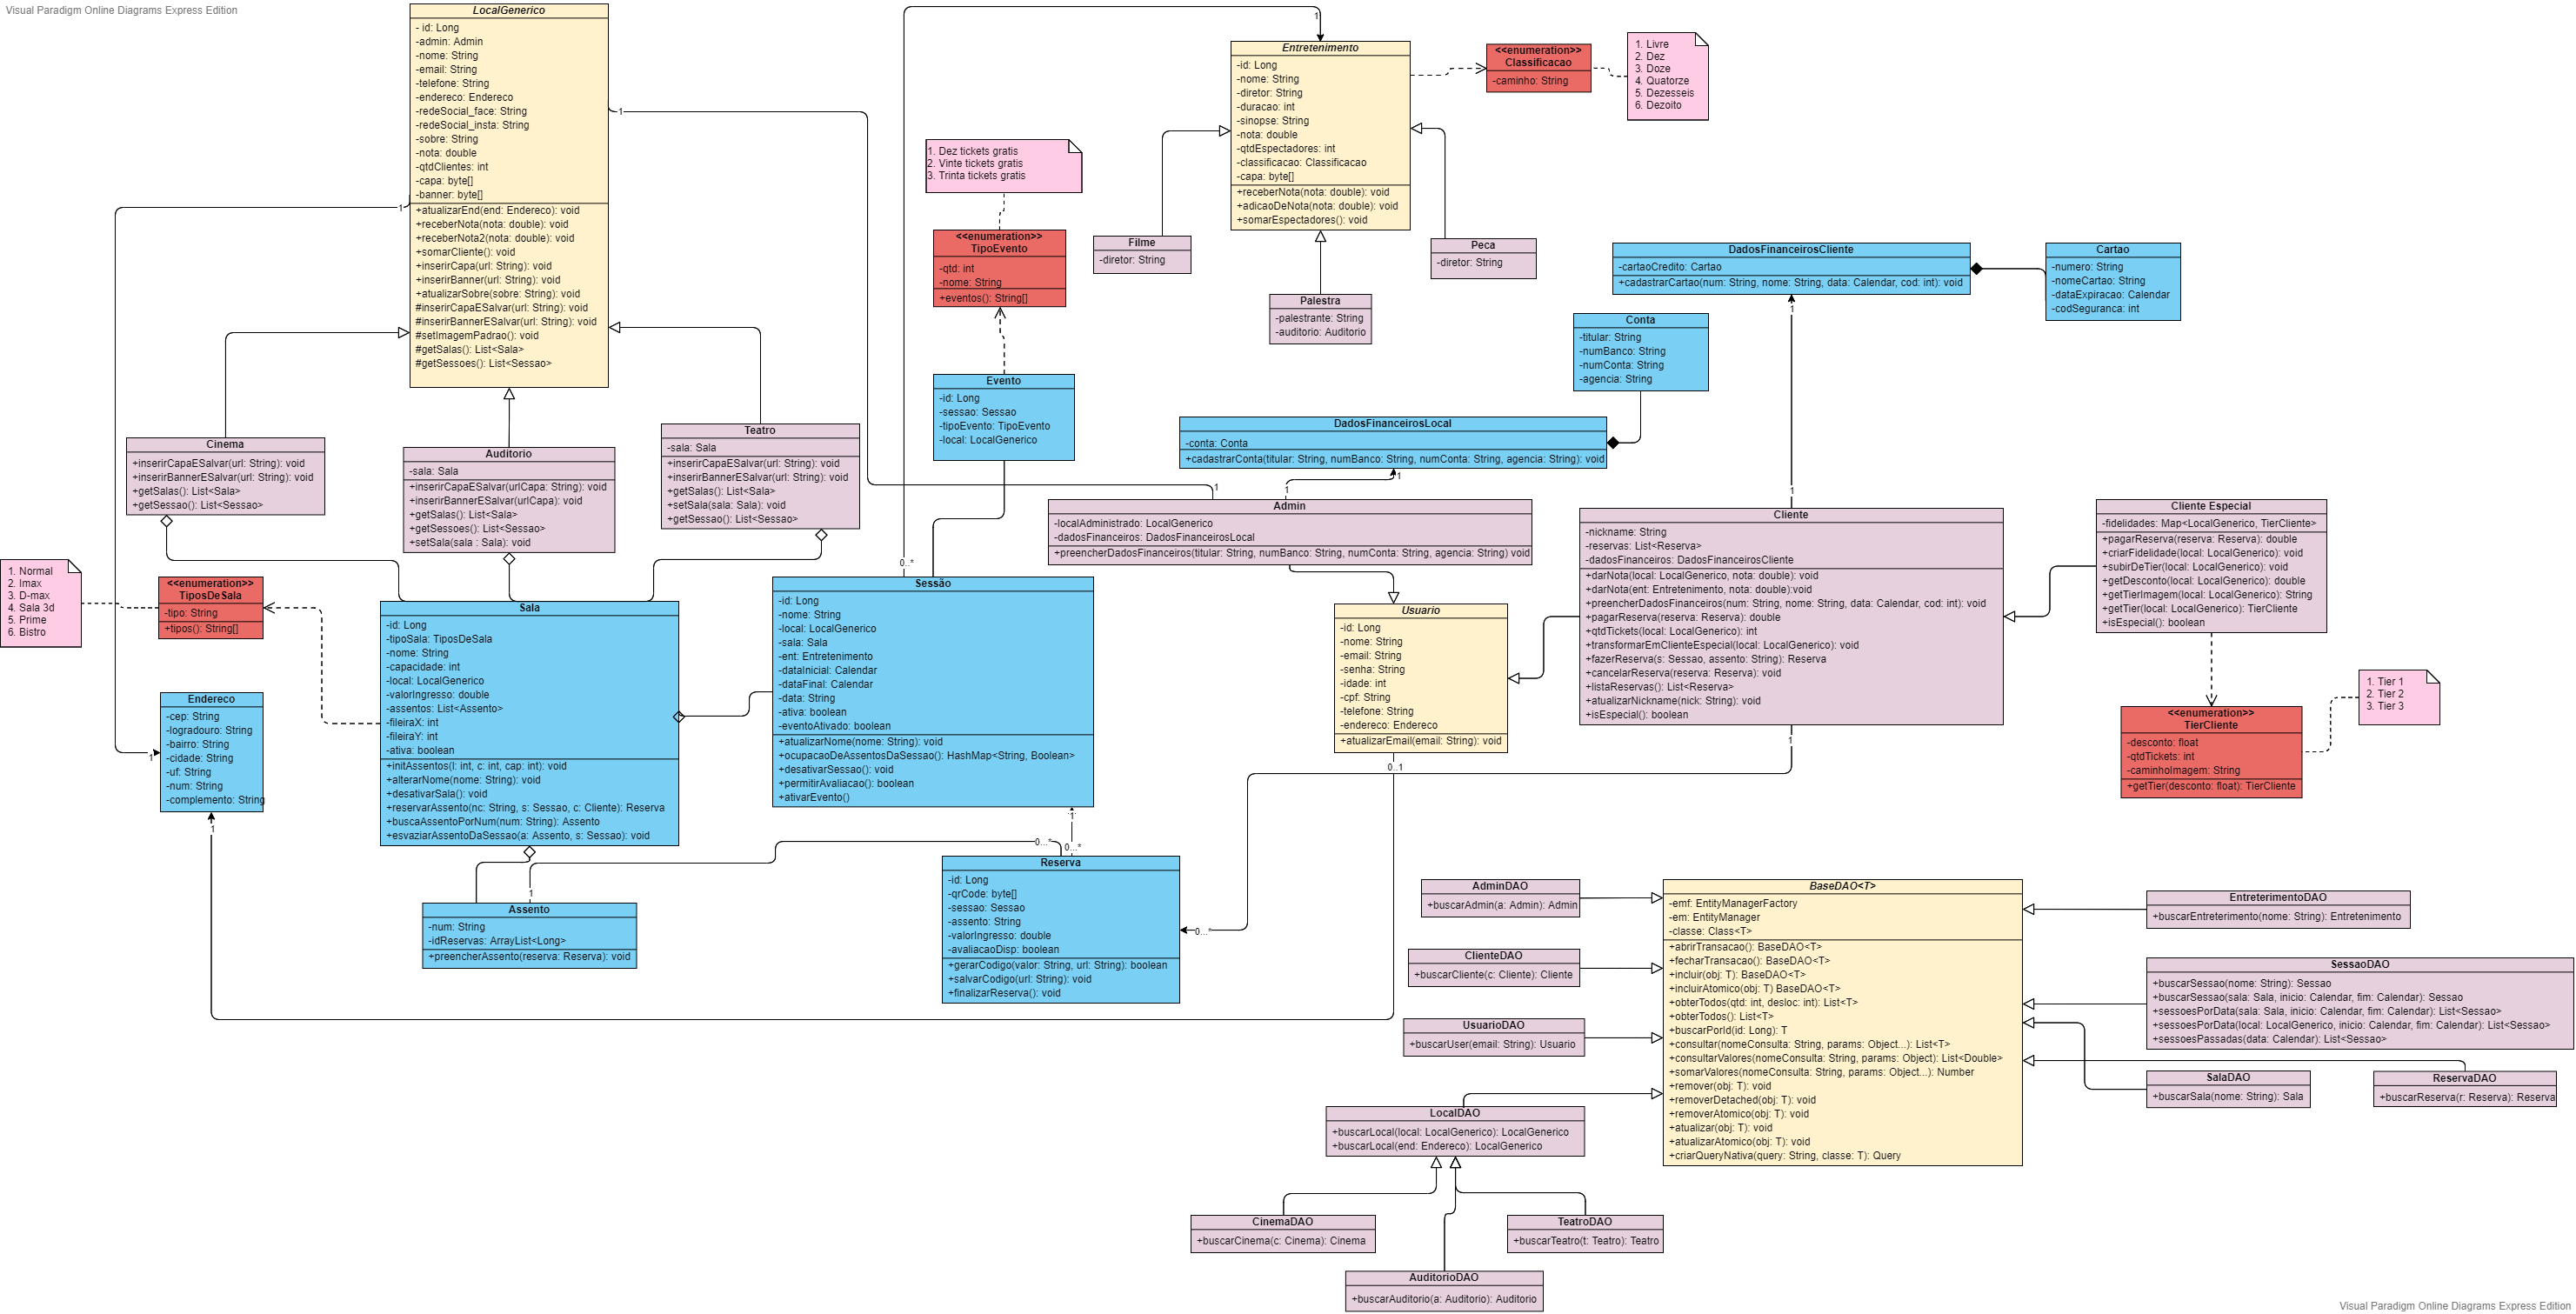 Visual Paradigm Online Diagrams Express Edition
LocalGenerico
- id: Long
-admin: Admin
-nome: String
-email: String
-telefone: String
-endereco: Endereco
-redeSocial_face: String
-redeSocial_insta: String
-sobre: String
-nota: double
-qtdClientes: int
-capa: byte[]
-banner: byte[]
+atualizarEnd(end: Endereco): void
+receberNota(nota: double): void
+receberNota2(nota: double): void
+somarCliente(): void
+inserirCapa(url: String): void
+inserirBanner(url: String): void
+atualizarSobre(sobre: String): void
#inserirCapaESalvar(url: String): void
#inserirBannerESalvar(url: String): void
#setImagemPadrao(): void
#getSalas(): List<Sala>
#getSessoes(): List<Sessao>
1
1
1
Entretenimento
-id: Long
-nome: String
-diretor: String
-duracao: int
-sinopse: String
-nota: double
-qtdEspectadores: int
-classificacao: Classificacao
-capa: byte[]
+receberNota(nota: double): void
+adicaoDeNota(nota: double): void
+somarEspectadores(): void
<<enumeration>>
Classificacao
-caminho: String
1. Livre
2. Dez
3. Doze
4. Quatorze
5. Dezesseis
6. Dezoito
1. Dez tickets gratis
2. Vinte tickets gratis
3. Trinta tickets gratis
<<enumeration>>
TipoEvento
-qtd: int
-nome: String
+eventos(): String[]
Filme
-diretor: String
Peca
-diretor: String
Palestra
-palestrante: String
-auditorio: Auditorio
DadosFinanceirosCliente
-cartaoCredito: Cartao
+cadastrarCartao(num: String, nome: String, data: Calendar, cod: int): void
1
Cartao
-numero: String
-nomeCartao: String
-dataExpiracao: Calendar
-codSeguranca: int
Conta
-titular: String
-numBanco: String
-numConta: String
-agencia: String
Evento
-id: Long
-sessao: Sessao
-tipoEvento: TipoEvento
-local: LocalGenerico
DadosFinanceirosLocal
-conta: Conta
+cadastrarConta(titular: String, numBanco: String, numConta: String, agencia: String): void
1
1
1
1
Cinema
+inserirCapaESalvar(url: String): void
+inserirBannerESalvar(url: String): void
+getSalas(): List<Sala>
+getSessao(): List<Sessao>
Auditorio
-sala: Sala
+inserirCapaESalvar(urlCapa: String): void
+inserirBannerESalvar(urlCapa): void
+getSalas(): List<Sala>
+getSessoes(): List<Sessao>
+setSala(sala : Sala): void
Teatro
-sala: Sala
+inserirCapaESalvar(url: String): void
+inserirBannerESalvar(url: String): void
+getSalas(): List<Sala>
+setSala(sala: Sala): void
+getSessao(): List<Sessao>
Admin
-localAdministrado: LocalGenerico
-dadosFinanceiros: DadosFinanceirosLocal
+preencherDadosFinanceiros(titular: String, numBanco: String, numConta: String, agencia: String) void
Cliente
-nickname: String
-reservas: List<Reserva>
-dadosFinanceiros: DadosFinanceirosCliente
+darNota(local: LocalGenerico, nota: double): void
+darNota(ent: Entretenimento, nota: double):void
+preencherDadosFinanceiros(num: String, nome: String, data: Calendar, cod: int): void
+pagarReserva(reserva: Reserva): double
+qtdTickets(local: LocalGenerico): int
+transformarEmClienteEspecial(local: LocalGenerico): void
+fazerReserva(s: Sessao, assento: String): Reserva
+cancelarReserva(reserva: Reserva): void
+listaReservas(): List<Reserva>
+atualizarNickname(nick: String): void
+isEspecial(): boolean
1
Cliente Especial
-fidelidades: Map<LocalGenerico, TierCliente>
+pagarReserva(reserva: Reserva): double
+criarFidelidade(local: LocalGenerico): void
+subirDeTier(local: LocalGenerico): void
+getDesconto(local: LocalGenerico): double
+getTierImagem(local: LocalGenerico): String
+getTier(local: LocalGenerico): TierCliente
+isEspecial(): boolean
1. Normal
2. Imax
3. D-max
4. Sala 3d
5. Prime
6. Bistro
<<enumeration>>
TiposDeSala
-tipo: String
+tipos(): String[]
0..*
Sala
-id: Long
-tipoSala: TiposDeSala
-nome: String
-capacidade: int
-local: LocalGenerico
-valorIngresso: double
-assentos: List<Assento>
-fileiraX: int
-fileiraY: int
-ativa: boolean
+initAssentos(l: int, c: int, cap: int): void
+alterarNome(nome: String): void
+desativarSala(): void
+reservarAssento(nc: String, s: Sessao, c: Cliente): Reserva
+buscaAssentoPorNum(num: String): Assento
+esvaziarAssentoDaSessao(a: Assento, s: Sessao): void
Sessão
-id: Long
-nome: String
-local: LocalGenerico
-sala: Sala
-ent: Entretenimento
-dataInicial: Calendar
-dataFinal: Calendar
-data: String
-ativa: boolean
-eventoAtivado: boolean
+atualizarNome(nome: String): void
+ocupacaoDeAssentosDaSessao(): HashMap<String, Boolean>
+desativarSessao(): void
+permitirAvaliacao(): boolean
+ativarEvento()
Usuario
-id: Long
-nome: String
-email: String
-senha: String
-idade: int
-cpf: String
-telefone: String
-endereco: Endereco
+atualizarEmail(email: String): void
0..1
1. Tier 1
2. Tier 2
3. Tier 3
<<enumeration>>
TierCliente
-desconto: float
-qtdTickets: int
-caminhoImagem: String
+getTier(desconto: float): TierCliente
Endereco
-cep: String
-logradouro: String
-bairro: String
-cidade: String
-uf: String
-num: String
-complemento: String
1
1
1
0...*
0...*
0...*
1
Assento
-num: String
-idReservas: ArrayList<Long>
+preencherAssento(reserva: Reserva): void
Reserva
-id: Long
-qrCode: byte[]
-sessao: Sessao
-assento: String
-valorIngresso: double
-avaliacaoDisp: boolean
+gerarCodigo(valor: String, url: String): boolean
+salvarCodigo(url: String): void
+finalizarReserva(): void
AdminDAO
+buscarAdmin(a: Admin): Admin
ClienteDAO
+buscarCliente(c: Cliente): Cliente
UsuarioDAO
+buscarUser(email: String): Usuario
BaseDAO<T>
-emf: EntityManagerFactory
-em: EntityManager
-classe: Class<T>
+abrirTransacao(): BaseDAO<T>
+fecharTransacao(): BaseDAO<T>
+incluir(obj: T): BaseDAO<T>
+incluirAtomico(obj: T) BaseDAO<T>
+obterTodos(qtd: int, desloc: int): List<T>
+obterTodos(): List<T>
+buscarPorId(id: Long): T
+consultar(nomeConsulta: String, params: Object...): List<T>
+consultarValores(nomeConsulta: String, params: Object): List<Double>
+somarValores(nomeConsulta: String, params: Object...): Number
+remover(obj: T): void
+removerDetached(obj: T): void
+removerAtomico(obj: T): void
+atualizar(obj: T): void
+atualizarAtomico(obj: T): void
+criarQueryNativa(query: String, classe: T): Query
EntreterimentoDAO
+buscarEntreterimento(nome: String): Entretenimento
SessaoDAO
+buscarSessao(nome: String): Sessao
+buscarSessao(sala: Sala, inicio: Calendar, fim: Calendar): Sessao
+sessoesPorData(sala: Sala, inicio: Calendar, fim: Calendar): List<Sessao>
+sessoesPorData(local: LocalGenerico, inicio: Calendar, fim: Calendar): List<Sessao>
+sessoesPassadas(data: Calendar): List<Sessao>
SalaDAO
+buscarSala(nome: String): Sala
ReservaDAO
+buscarReserva(r: Reserva): Reserva
LocalDAO
+buscarLocal(local: LocalGenerico): LocalGenerico
+buscarLocal(end: Endereco): LocalGenerico
CinemaDAO
+buscarCinema(c: Cinema): Cinema
TeatroDAO
+buscarTeatro(t: Teatro): Teatro
AuditorioDAO
+buscarAuditorio(a: Auditorio): Auditorio
Visual Paradigm Online Diagrams Express Edition